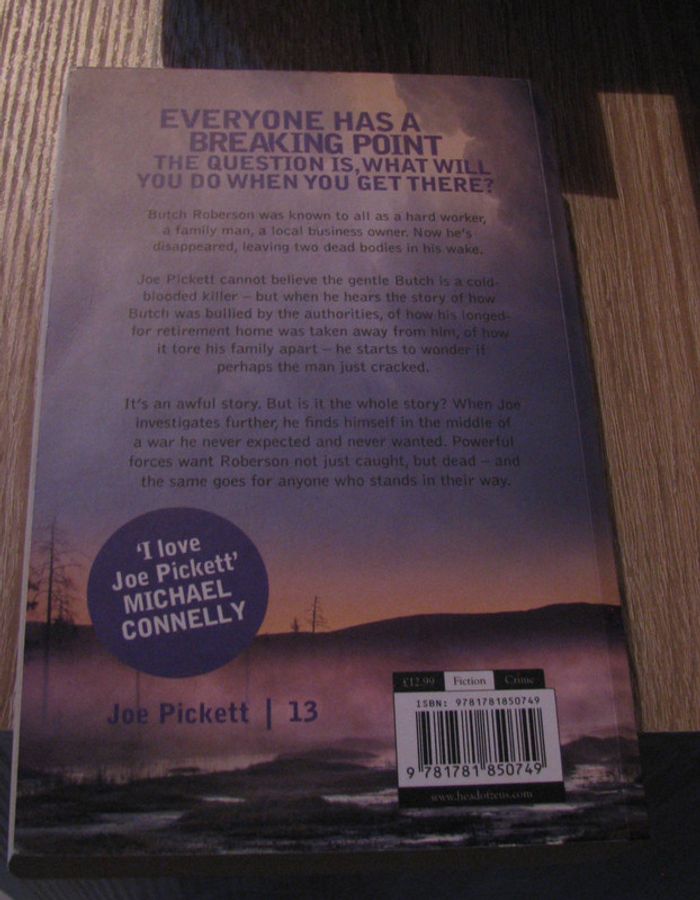 EVERYONE HAS A
BREAKING POINT
THE QUESTION IS, WHAT WILL
YOU DO WHEN YOU GET THERE?
Butch Roberson was known to all as a hard worker,
a family man, a local business owner. Now he's
disappeared, leaving two dead bodies in his wake.
Joe Pickett cannot believe the gentle Butch is a cold-
blooded killer – but when he hears the story of how
Butch was bullied by the authorities, of how his longed-
for retirement home was taken away from him, of how
it tore his family apart – he starts to wonder if
perhaps the man just cracked.
It's an awful story. But is it the whole story? When Joe
investigates further, he finds himself in the middle of
a war he never expected and never wanted. Powerful
forces want Roberson not just caught, but dead – and
the same goes for anyone who stands in their way.
'I love
Joe Pickett'
MICHAEL
CONNELLY
Joe Pickett | 13
£12.99 Fiction Crime
ISBN: 9781781850749
9 781781 850749
www.headofzeus.com